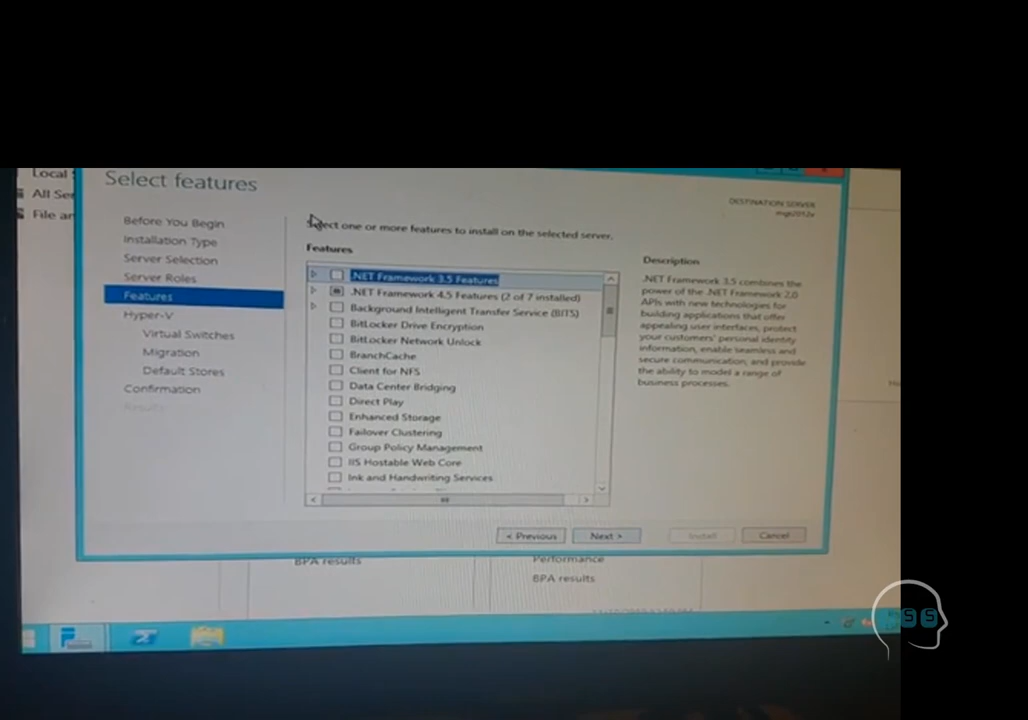 Local
All Ser
File an
Select features
DESTINATION SERVER
Before You Begin
Installation Type
Server Selection
Server Roles
Features
Hyper-V
Virtual Switches
Migration
Default Stores
Confirmation
Results
Select one or more features to install on the selected server.
Features
.NET Framework 3.5 Features
.NET Framework 4.5 Features (2 of 7 installed)
Background Intelligent Transfer Service (BITS)
BitLocker Drive Encryption
BitLocker Network Unlock
BranchCache
Client for NFS
Data Center Bridging
Direct Play
Enhanced Storage
Failover Clustering
Group Policy Management
IIS Hostable Web Core
Ink and Handwriting Services
Description
.NET Framework 3.5 combines the
power of the .NET Framework 2.0
APIs with new technologies for
building applications that offer
appealing user interfaces, protect
your customers' personal identity
information, enable seamless and
secure communication, and provide
the ability to model a range of
business processes.
< Previous
Next >
Install
Cancel
BPA results
Performance
BPA results
SS